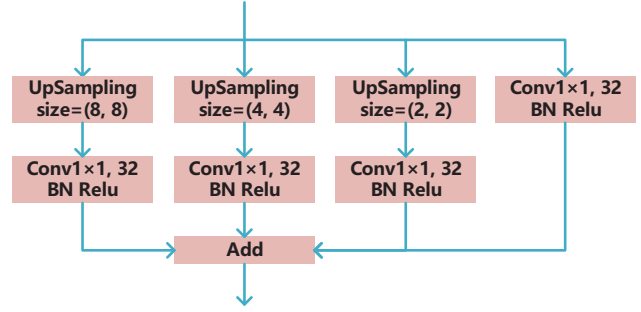 UpSampling
size=(8, 8)
UpSampling
size=(4, 4)
UpSampling
size=(2, 2)
Conv1×1, 32
BN Relu
Conv1×1, 32
BN Relu
Conv1×1, 32
BN Relu
Conv1×1, 32
BN Relu
Add